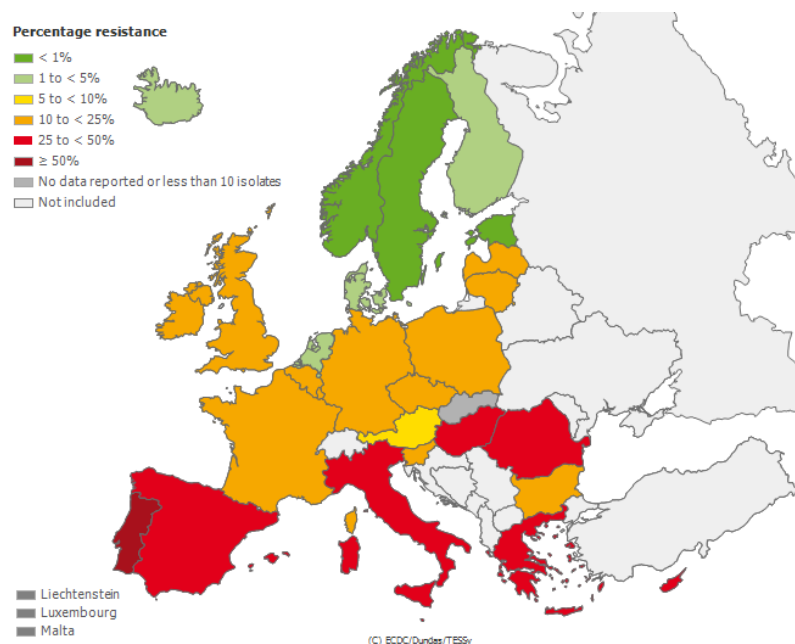 Percentage resistance
< 1%
1 to < 5%
5 to < 10%
10 to < 25%
25 to < 50%
≥ 50%
No data reported or less than 10 isolates
Not included
Liechtenstein
Luxembourg
Malta
(C) ECDC/Dundas/TESSy